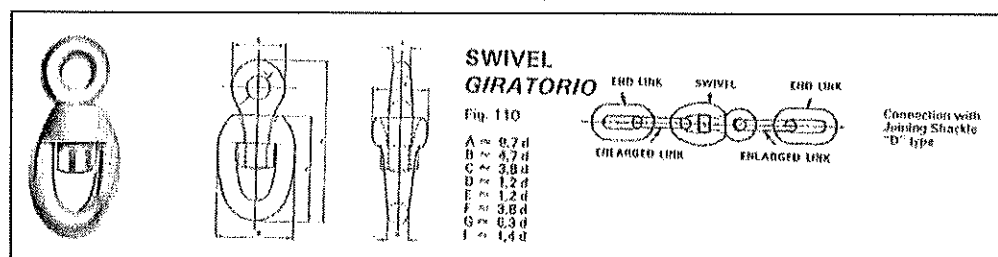 SWIVEL
GIRATORIO
Fig. 110
A ≈ 9,7 d
B ≈ 4,7 d
C ≈ 3,8 d
D ≈ 1,2 d
E ≈ 1,2 d
F ≈ 3,8 d
G ≈ 6,3 d
I ≈ 1,4 d
END LINK SWIVEL END LINK
ENLARGED LINK ENLARGED LINK
Connection with
Joining Shackle
"D" type